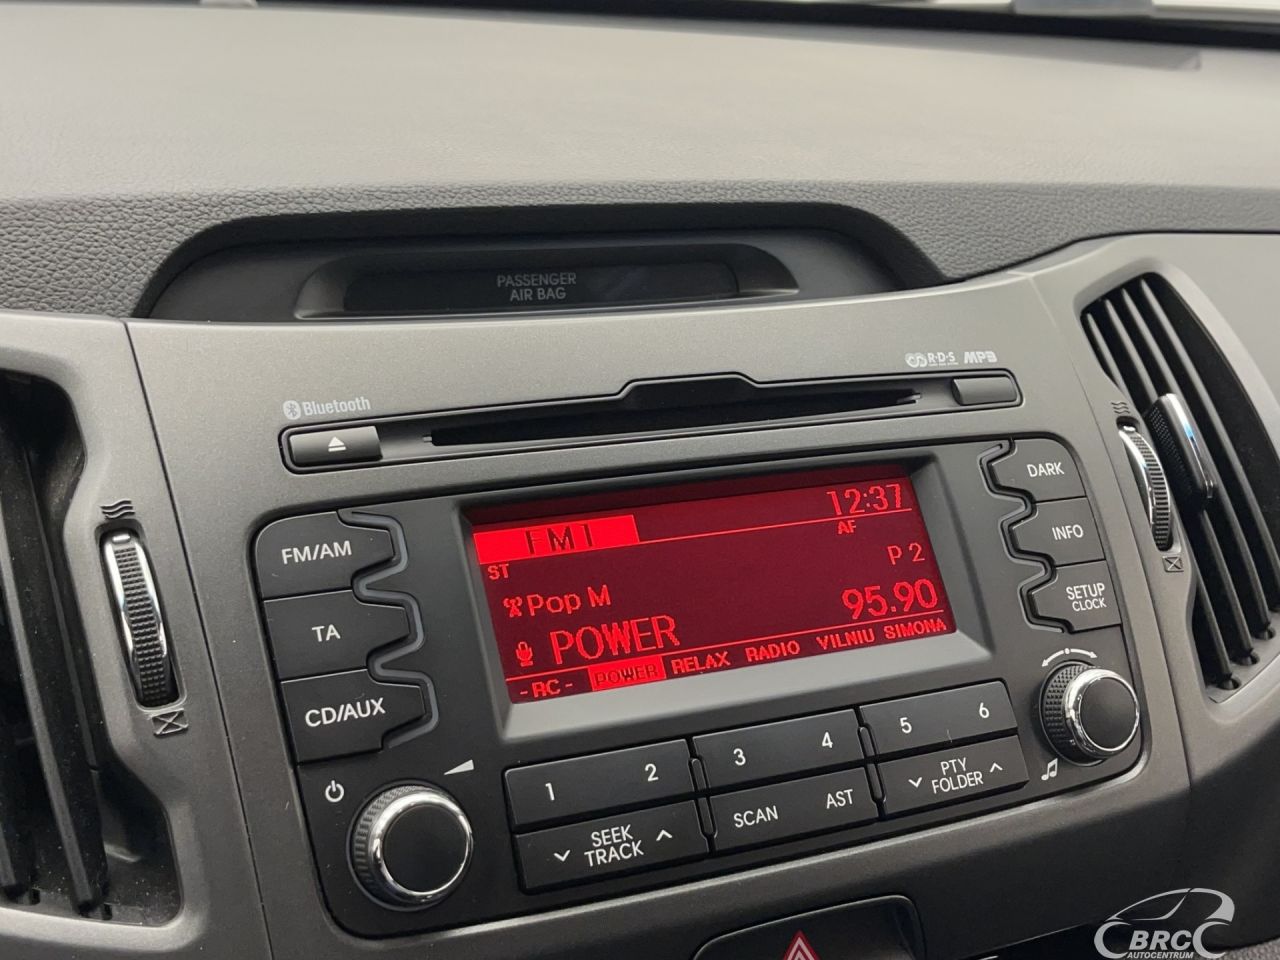 PASSENGER
AIR BAG
Bluetooth
R·D·S MP3
DARK
INFO
SETUP
CLOCK
FM/AM
TA
CD/AUX
FM1 12:37
ST AF
Pop M P 2
POWER 95.90
-RC- POWER RELAX RADIO VILNIU SIMONA
1 2 3 4 5 6
SEEK
TRACK
SCAN AST
PTY
FOLDER
BRC
AUTOCENTRUM